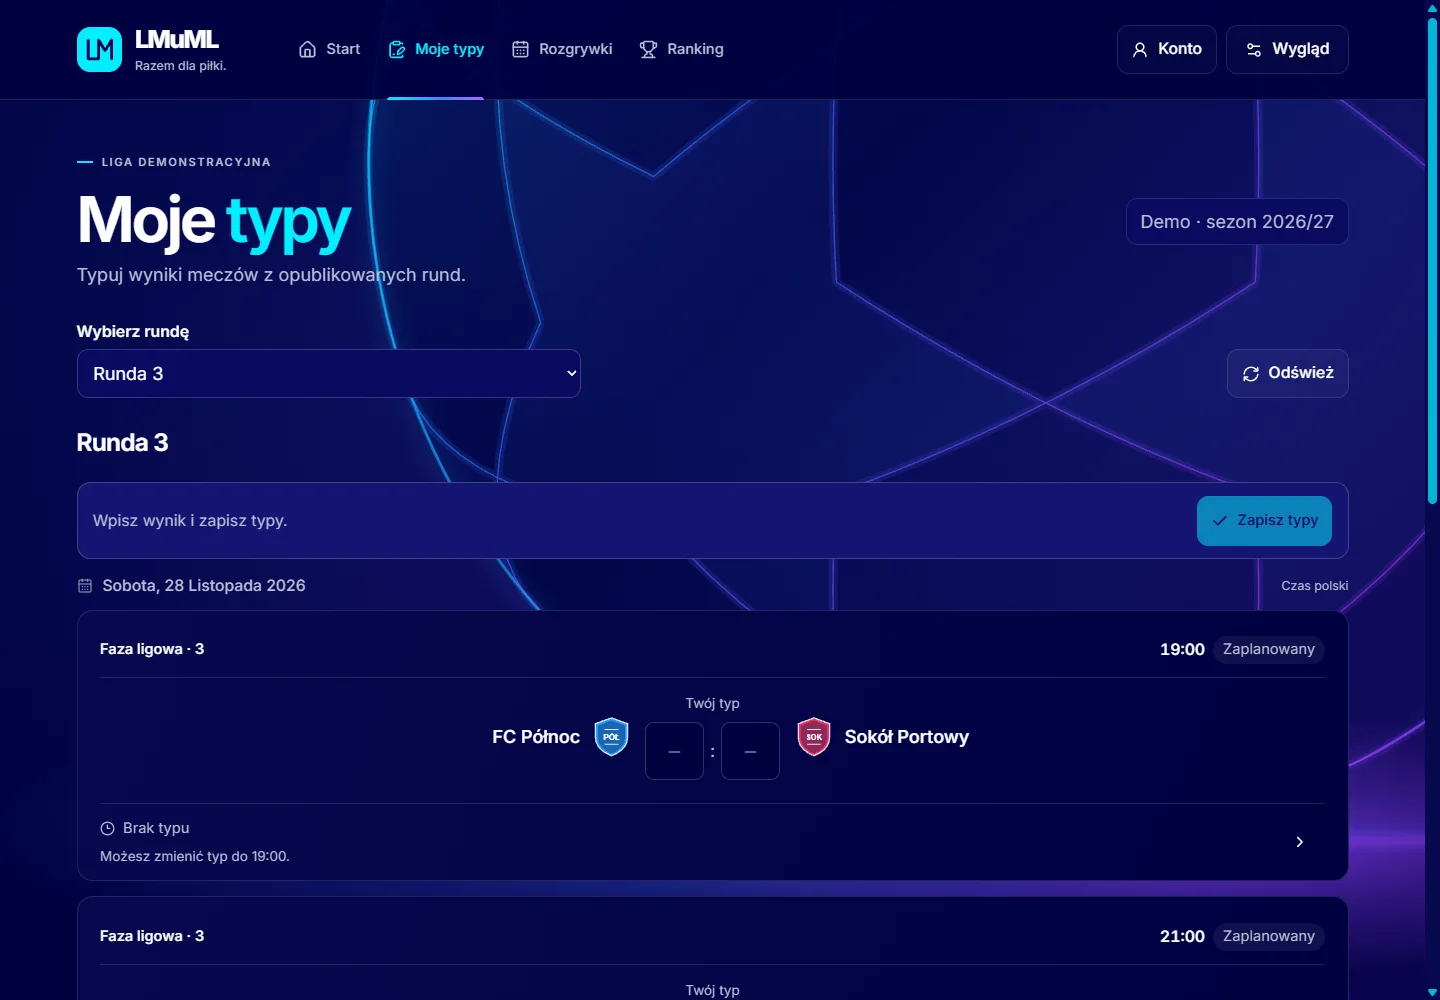 LM
LMuML
Razem dla piłki.
Start
Moje typy
Rozgrywki
Ranking
Konto
Wygląd
LIGA DEMONSTRACYJNA
Moje typy
Demo · sezon 2026/27
Typuj wyniki meczów z opublikowanych rund.
Wybierz rundę
Runda 3
Odśwież
Runda 3
Wpisz wynik i zapisz typy.
Zapisz typy
Sobota, 28 Listopada 2026
Czas polski
Faza ligowa · 3
19:00
Zaplanowany
Twój typ
FC Północ
PÓŁ
– : –
SOK
Sokół Portowy
Brak typu
Możesz zmienić typ do 19:00.
Faza ligowa · 3
21:00
Zaplanowany
Twój typ